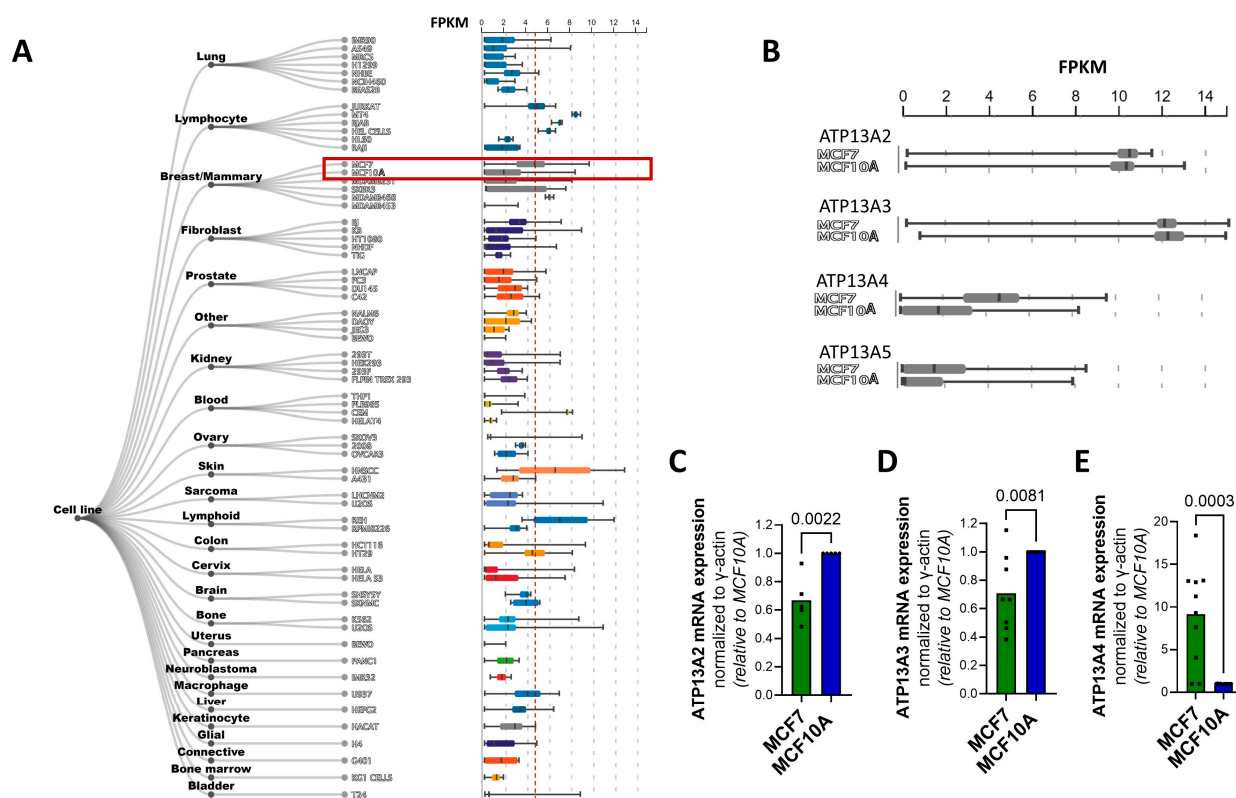 A
FPKM
0 2 4 6 8 10 12 14
Lung
IMR90
A549
MRC5
H1299
NHBE
NCIH460
BEAS2B
Lymphocyte
JURKAT
MT4
BJAB
HEL CELLS
HL60
RAJI
Breast/Mammary
MCF7
MCF10A
MDAMB231
SKBR3
MDAMB468
MDAMB453
Fibroblast
BJ
KB
HT1080
NHDF
TIG
Prostate
LNCAP
PC3
DU145
C42
Other
NALM6
DAOY
JEG3
BEWO
Kidney
293T
HEK293
293F
FLPIN TREX 293
Blood
THP1
PLB985
CEM
HELAT4
Ovary
SKOV3
2008
OVCAR3
Skin
HNSCC
A431
Sarcoma
LHCNM2
U2OS
Cell line
Lymphoid
REH
RPMI8226
Colon
HCT116
HT29
Cervix
HELA
HELA S3
Brain
SHSY5Y
SKNMC
Bone
K562
U2OS
Uterus
BEWO
Pancreas
PANC1
Neuroblastoma
IMR32
Macrophage
U937
Liver
HEPG2
Keratinocyte
HACAT
Glial
H4
Connective
G401
Bone marrow
KG1 CELLS
Bladder
T24
B
FPKM
0 2 4 6 8 10 12 14
ATP13A2
MCF7
MCF10A
ATP13A3
MCF7
MCF10A
ATP13A4
MCF7
MCF10A
ATP13A5
MCF7
MCF10A
C
ATP13A2 mRNA expression
normalized to γ-actin
(relative to MCF10A)
0.0022
1.2
1.0
0.8
0.6
0.4
0.2
0.0
MCF7
MCF10A
D
ATP13A3 mRNA expression
normalized to γ-actin
(relative to MCF10A)
0.0081
1.2
1.0
0.8
0.6
0.4
0.2
0.0
MCF7
MCF10A
E
ATP13A4 mRNA expression
normalized to γ-actin
(relative to MCF10A)
0.0003
20
15
10
5
0
MCF7
MCF10A